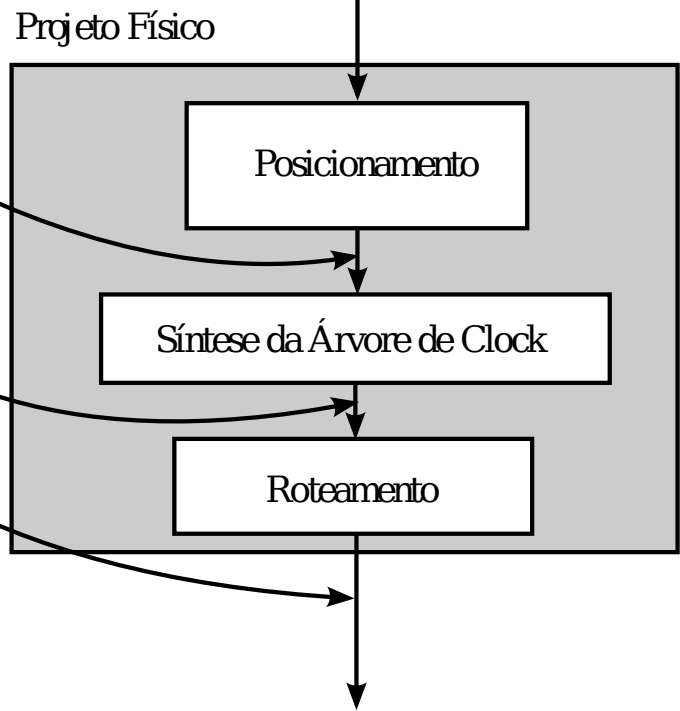 Projeto Físico
Posicionamento
Síntese da Árvore de Clock
Roteamento